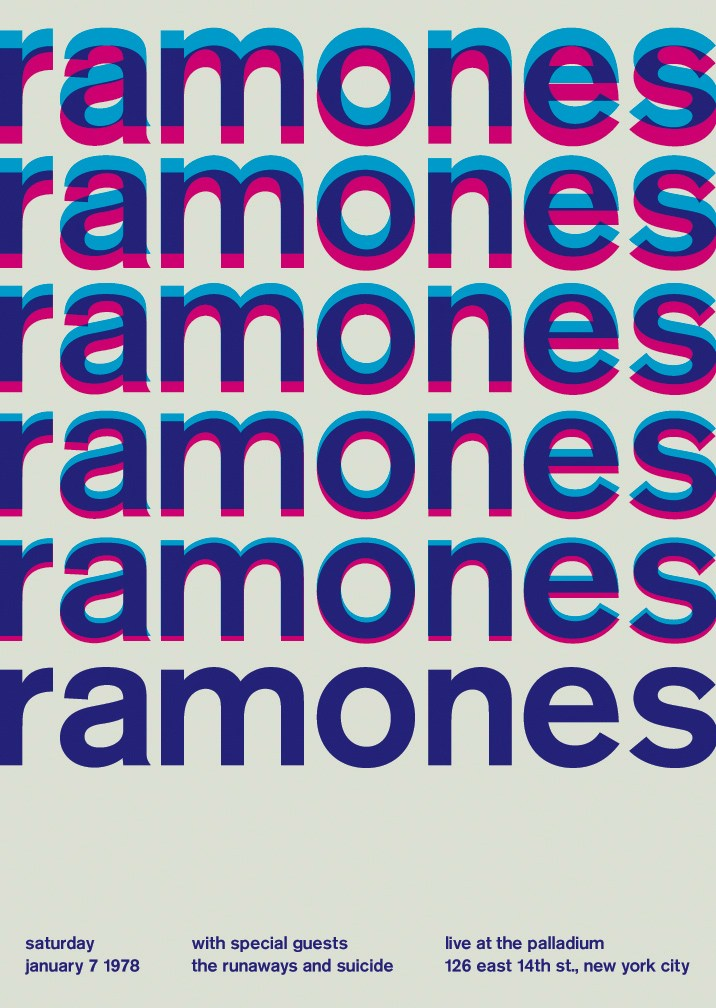 ramones
ramones
ramones
ramones
ramones
ramones
saturday
january 7 1978
with special guests
the runaways and suicide
live at the palladium
126 east 14th st., new york city